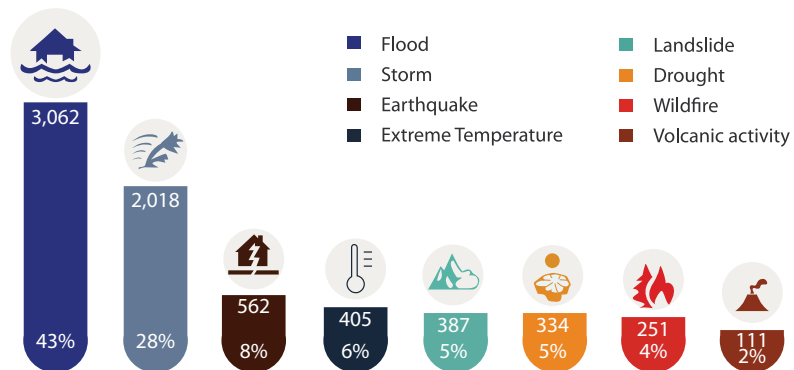 Flood
Storm
Earthquake
Extreme Temperature
Landslide
Drought
Wildfire
Volcanic activity
3,062
43%
2,018
28%
562
8%
405
6%
387
5%
334
5%
251
4%
111
2%